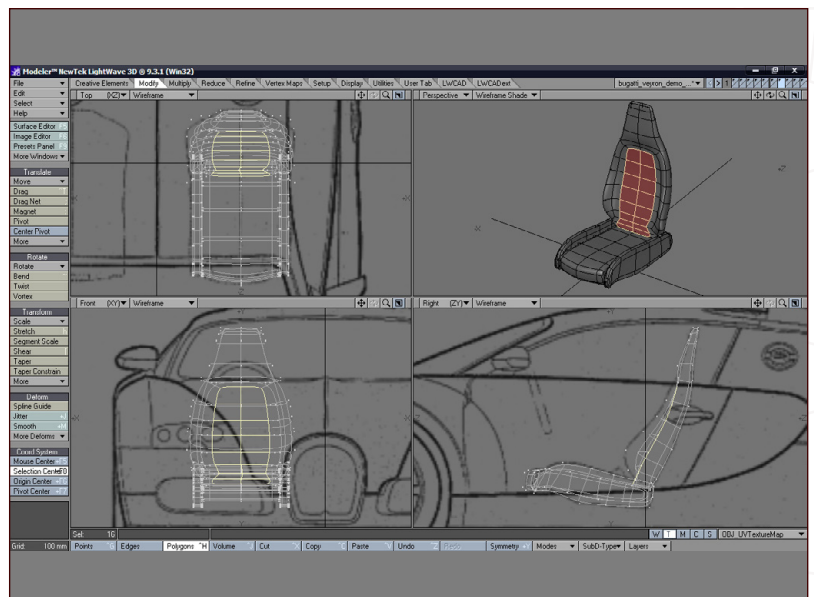 Modeler™ NewTek LightWave 3D ® 9.3.1 (Win32)
File
Creative Elements Modify Multiply Reduce Refine Vertex Maps Setup Display Utilities User Tab LWCAD LWCADext bugatti_veyron_demo_...* 1
Edit
Select
Help
Surface Editor F5
Image Editor F6
Presets Panel F9
More Windows
Translate
Move
Drag
Drag Net
Magnet
Pivot
Center Pivot
More
Rotate
Rotate
Bend
Twist
Vortex
Transform
Scale
Stretch h
Segment Scale
Shear
Taper
Taper Constrain
More
Deform
Spline Guide
Jitter
Smooth
More Deforms
Coord System
Mouse Center
Selection Center
Origin Center
Pivot Center
Top (XZ) Wireframe
Perspective Wireframe Shade
Front (XY) Wireframe
Right (ZY) Wireframe
Sel: 16
W T M C S OBJ_UVTextureMap
Grid: 100 mm Points Edges Polygons ^H Volume Cut Copy Paste Undo Symmetry Modes SubD-Type Layers